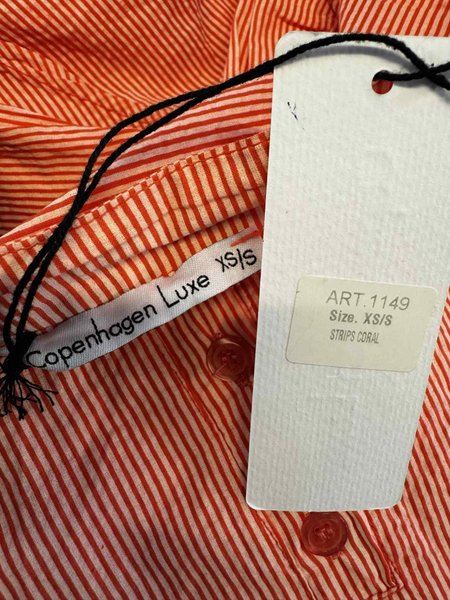 Copenhagen Luxe XS/S
ART.1149
Size. XS/S
STRIPS CORAL